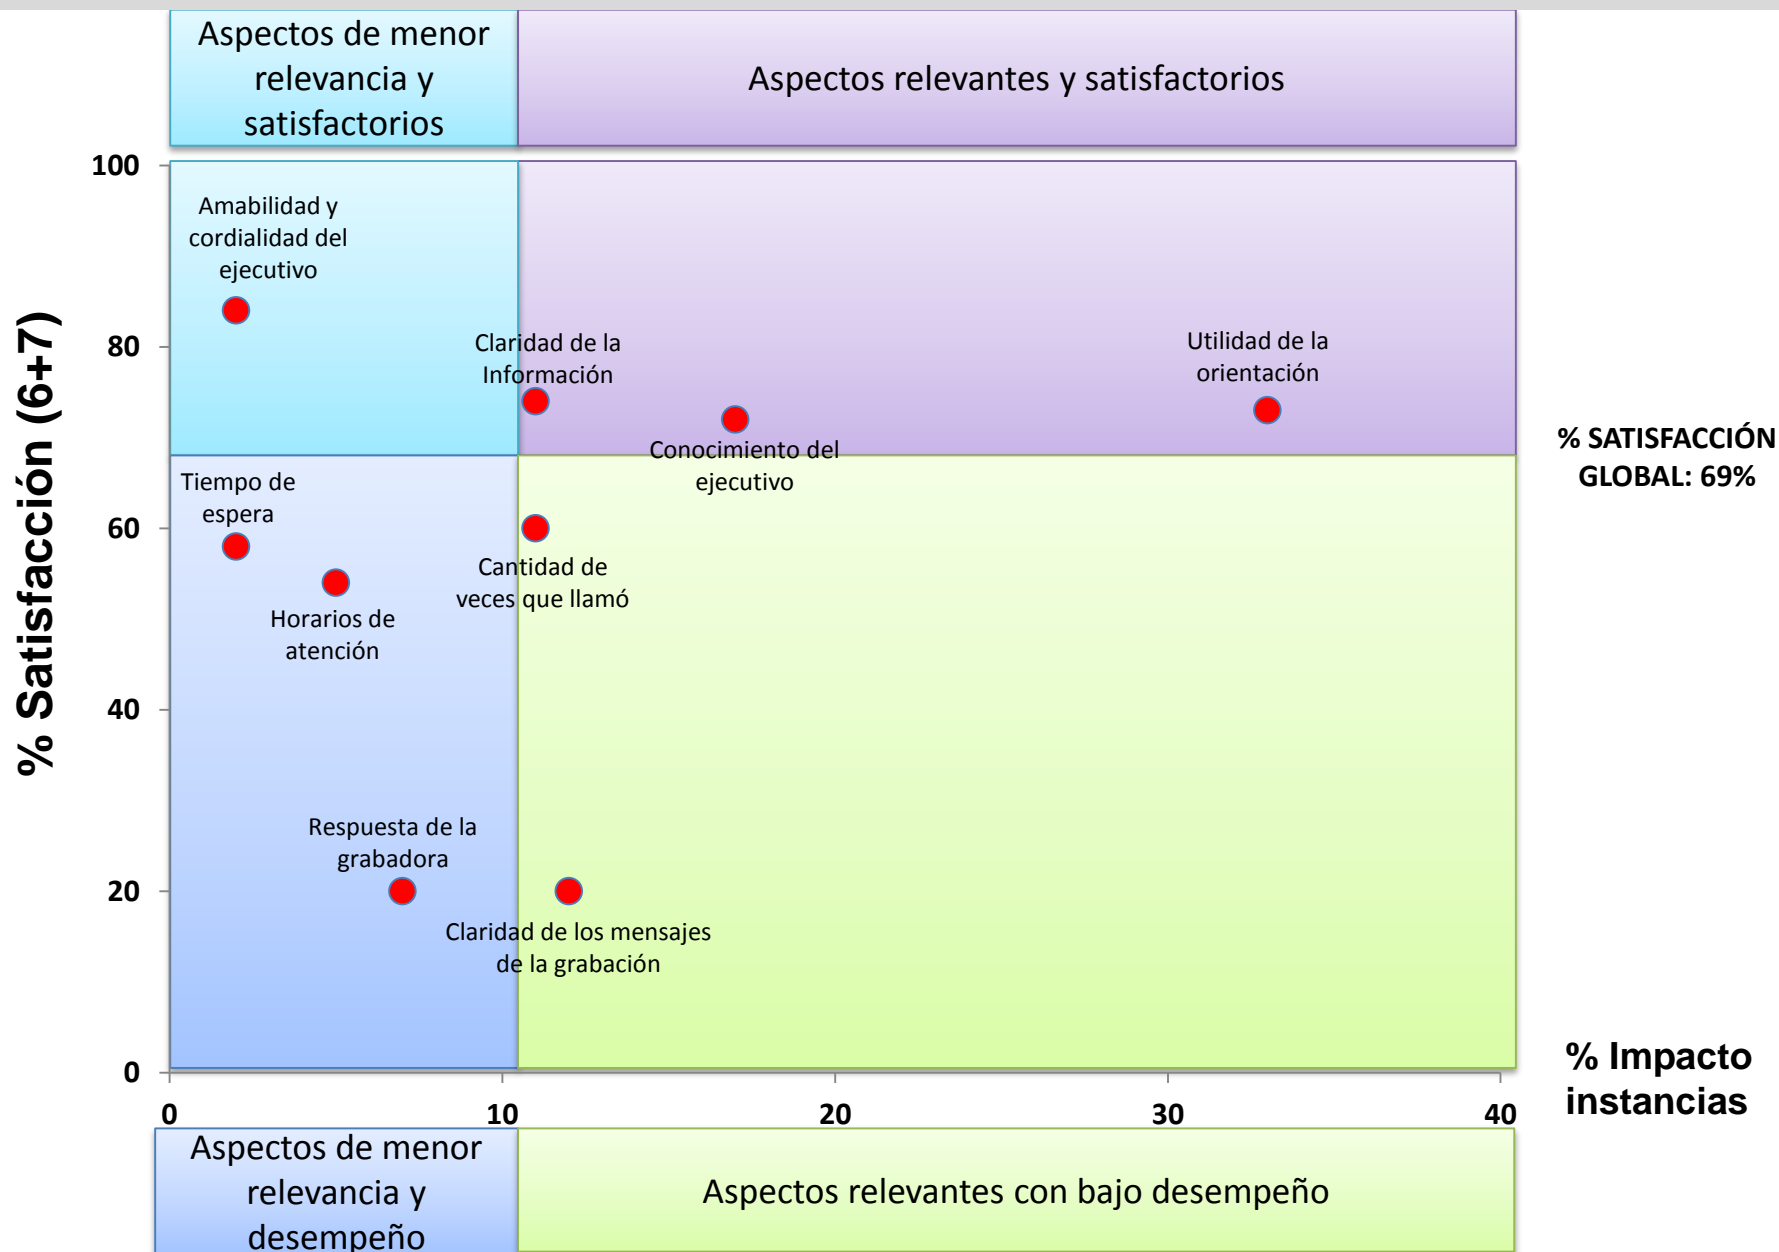 Aspectos de menor
relevancia y
satisfactorios
Aspectos relevantes y satisfactorios
% Satisfacción (6+7)
100
80
60
40
20
0
Amabilidad y
cordialidad del
ejecutivo
Claridad de la
Información
Utilidad de la
orientación
Conocimiento del
ejecutivo
% SATISFACCIÓN
GLOBAL: 69%
Tiempo de
espera
Horarios de
atención
Cantidad de
veces que llamó
Respuesta de la
grabadora
Claridad de los mensajes
de la grabación
0
10
20
30
40
% Impacto
instancias
Aspectos de menor
relevancia y
desempeño
Aspectos relevantes con bajo desempeño